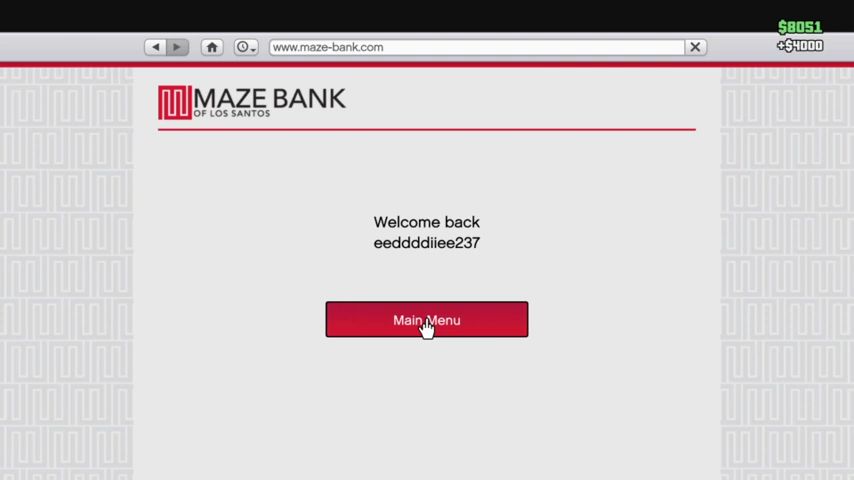 $8051
+$4000
www.maze-bank.com
MAZE BANK
OF LOS SANTOS
Welcome back
eeddddiiee237
Main Menu